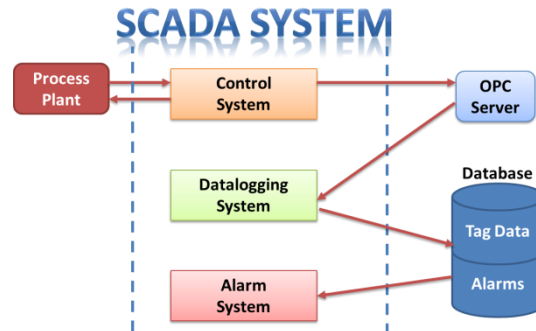 SCADA SYSTEM
Process
Plant
Control
System
OPC
Server
Datalogging
System
Database
Tag Data
Alarms
Alarm
System